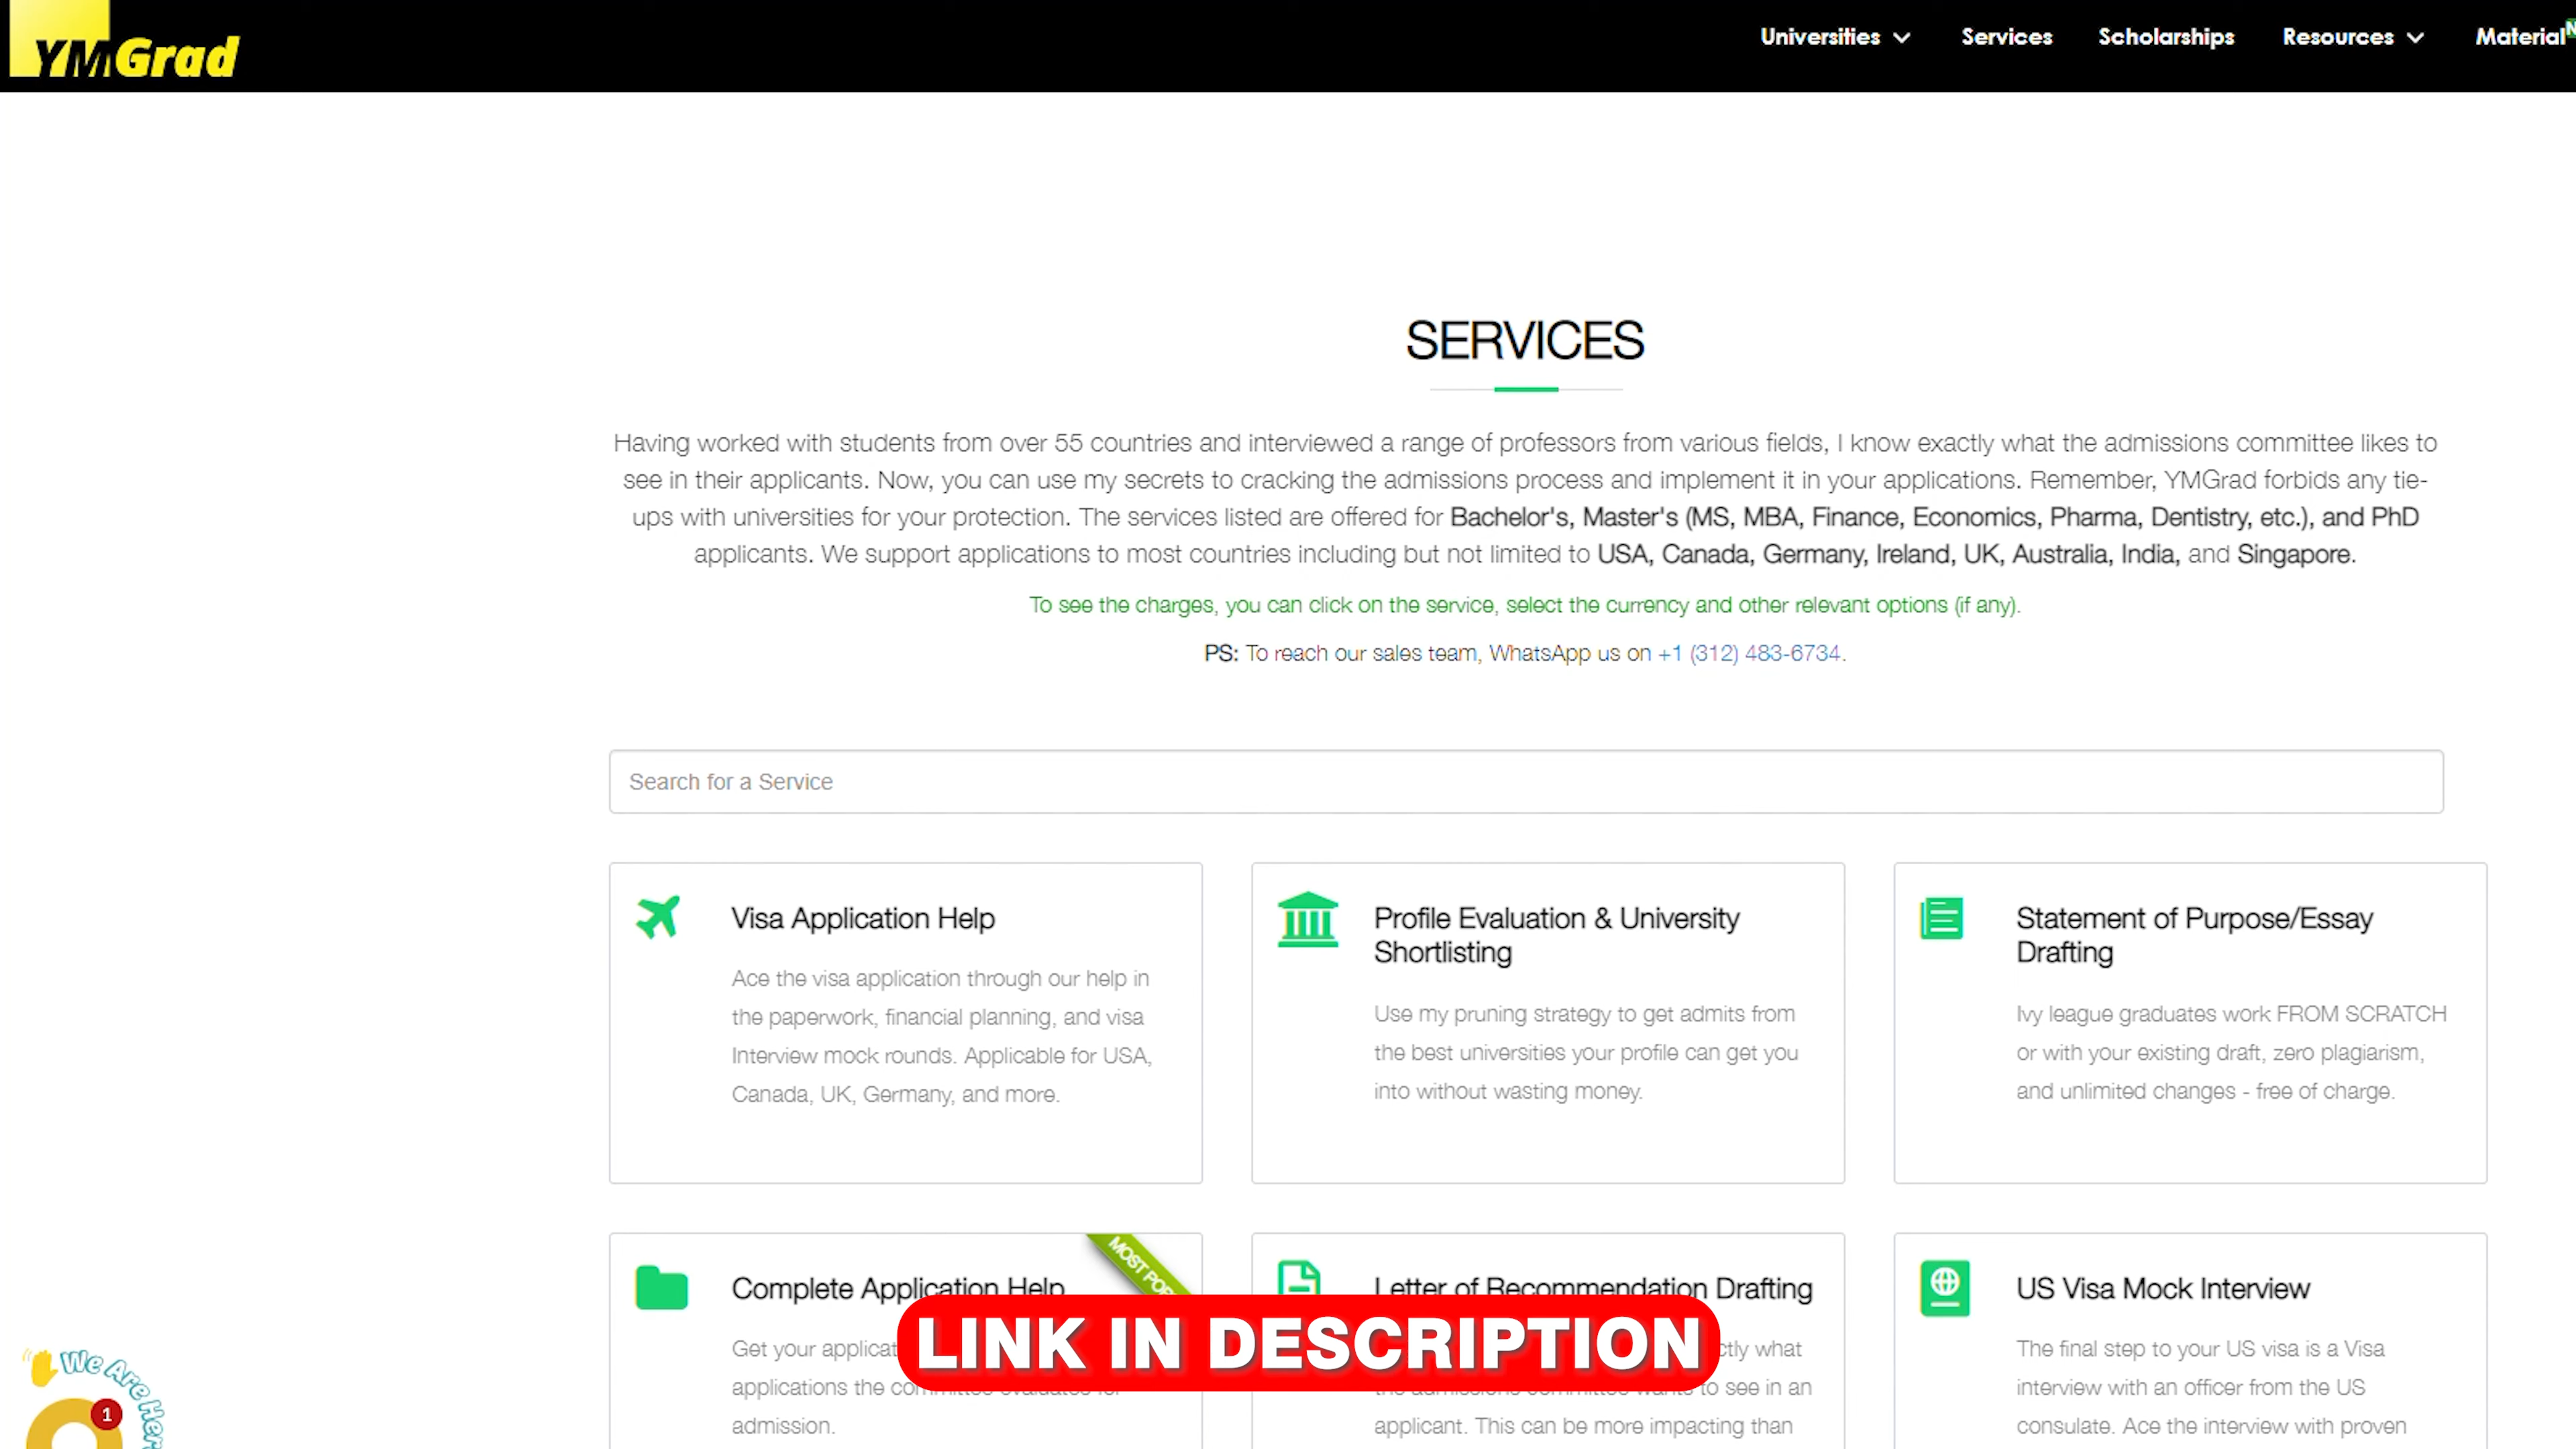 YMGrad
Universities
Services
Scholarships
Resources
Material
SERVICES
Having worked with students from over 55 countries and interviewed a range of professors from various fields, I know exactly what the admissions committee likes to
see in their applicants. Now, you can use my secrets to cracking the admissions process and implement it in your applications. Remember, YMGrad forbids any tie-
ups with universities for your protection. The services listed are offered for Bachelor's, Master's (MS, MBA, Finance, Economics, Pharma, Dentistry, etc.), and PhD
applicants. We support applications to most countries including but not limited to USA, Canada, Germany, Ireland, UK, Australia, India, and Singapore.
To see the charges, you can click on the service, select the currency and other relevant options (if any).
PS: To reach our sales team, WhatsApp us on +1 (312) 483-6734.
Search for a Service
Visa Application Help
Ace the visa application through our help in
the paperwork, financial planning, and visa
Interview mock rounds. Applicable for USA,
Canada, UK, Germany, and more.
Profile Evaluation & University
Shortlisting
Use my pruning strategy to get admits from
the best universities your profile can get you
into without wasting money.
Statement of Purpose/Essay
Drafting
Ivy league graduates work FROM SCRATCH
or with your existing draft, zero plagiarism,
and unlimited changes - free of charge.
MOST POP
Complete Application Help
Get your applicat
applications the
admission.
Letter of Recommendation Drafting
ctly what
the admissions committee wants to see in an
applicant. This can be more impacting than
US Visa Mock Interview
The final step to your US visa is a Visa
interview with an officer from the US
consulate. Ace the interview with proven
LINK IN DESCRIPTION
We Are Here
1